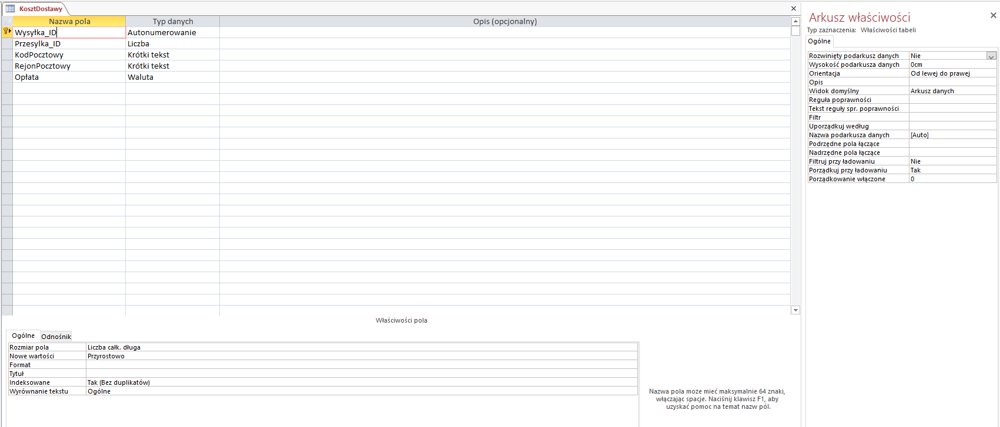 KosztDostawy
Nazwa pola Typ danych Opis (opcjonalny)
Wysyłka_ID Autonumerowanie
Przesylka_ID Liczba
KodPocztowy Krótki tekst
RejonPocztowy Krótki tekst
Opłata Waluta
Właściwości pola
Ogólne Odnośnik
Rozmiar pola Liczba całk. długa
Nowe wartości Przyrostowo
Format
Tytuł
Indeksowane Tak (Bez duplikatów)
Wyrównanie tekstu Ogólne
Nazwa pola może mieć maksymalnie 64 znaki,
włączając spacje. Naciśnij klawisz F1, aby
uzyskać pomoc na temat nazw pól.
Arkusz właściwości
Typ zaznaczenia: Właściwości tabeli
Ogólne
Rozwinięty podarkusz danych Nie
Wysokość podarkusza danych 0cm
Orientacja Od lewej do prawej
Opis
Widok domyślny Arkusz danych
Reguła poprawności
Tekst reguły spr. poprawności
Filtr
Uporządkuj według
Nazwa podarkusza danych [Auto]
Podrzędne pola łączące
Nadrzędne pola łączące
Filtruj przy ładowaniu Nie
Porządkuj przy ładowaniu Tak
Porządkowanie włączone 0